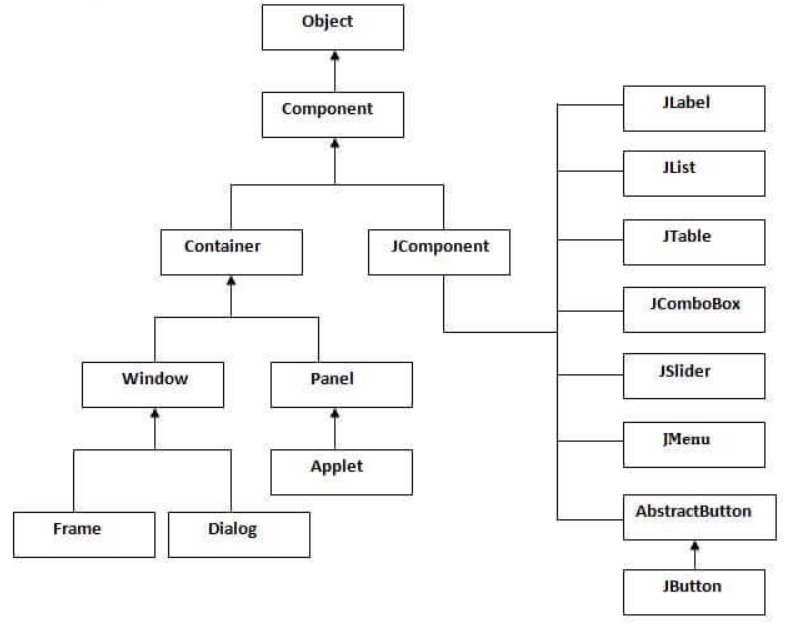 Object
Component
Container
JComponent
Window
Panel
Applet
Frame
Dialog
JLabel
JList
JTable
JComboBox
JSlider
JMenu
AbstractButton
JButton